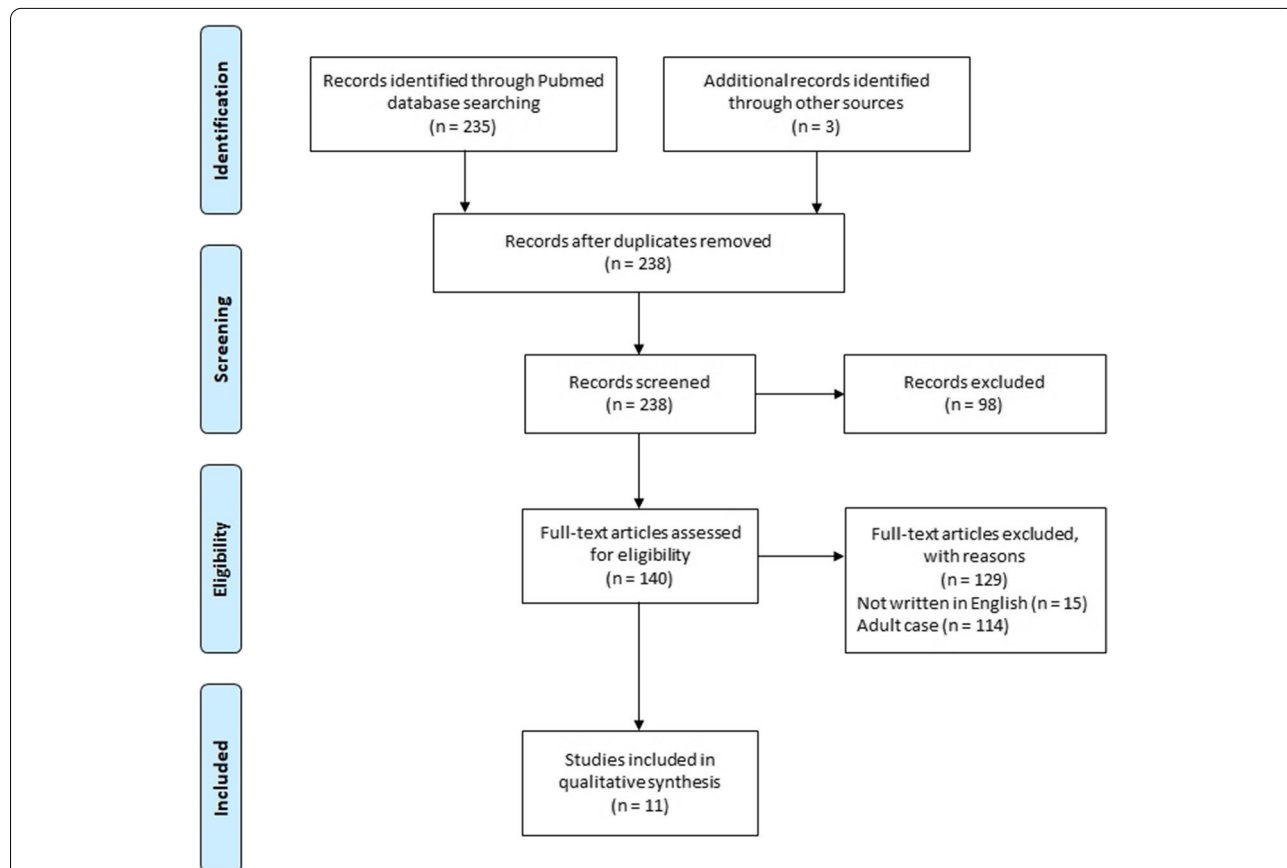 Identification
Records identified through Pubmed
database searching
(n = 235)
Additional records identified
through other sources
(n = 3)
Records after duplicates removed
(n = 238)
Screening
Records screened
(n = 238)
Records excluded
(n = 98)
Eligibility
Full-text articles assessed
for eligibility
(n = 140)
Full-text articles excluded,
with reasons
(n = 129)
Not written in English (n = 15)
Adult case (n = 114)
Included
Studies included in
qualitative synthesis
(n = 11)